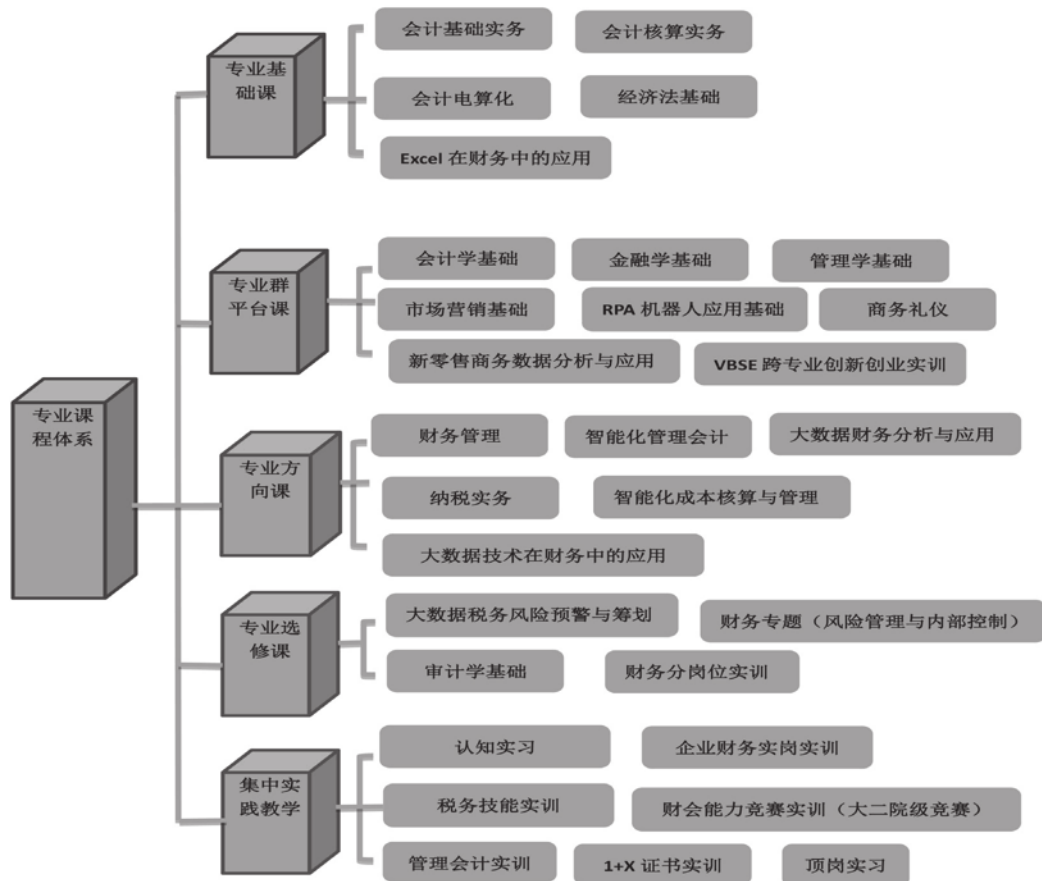 专业课
程体系
专业基
础课
会计基础实务
会计核算实务
会计电算化
经济法基础
Excel 在财务中的应用
专业群
平台课
会计学基础
金融学基础
管理学基础
市场营销基础
RPA 机器人应用基础
商务礼仪
新零售商务数据分析与应用
VBSE 跨专业创新创业实训
专业方
向课
财务管理
智能化管理会计
大数据财务分析与应用
纳税实务
智能化成本核算与管理
大数据技术在财务中的应用
专业选
修课
大数据税务风险预警与筹划
财务专题（风险管理与内部控制）
审计学基础
财务分岗位实训
集中实
践教学
认知实习
企业财务实岗实训
税务技能实训
财会能力竞赛实训（大二院级竞赛）
管理会计实训
1+X 证书实训
顶岗实习